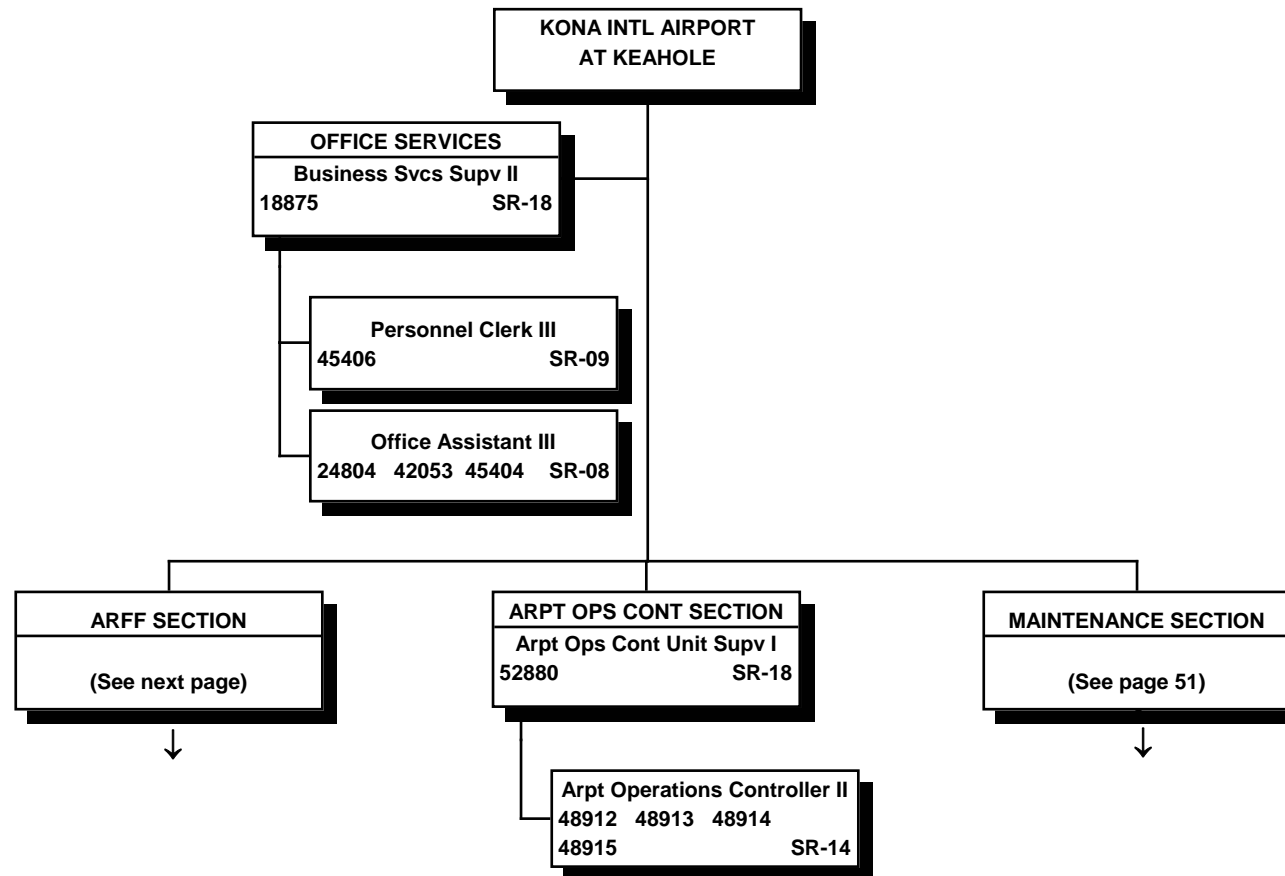 KONA INTL AIRPORT
AT KEAHOLE
OFFICE SERVICES
Business Svcs Supv II
18875 SR-18
Personnel Clerk III
45406 SR-09
Office Assistant III
24804 42053 45404 SR-08
ARFF SECTION
(See next page)
↓
ARPT OPS CONT SECTION
Arpt Ops Cont Unit Supv I
52880 SR-18
Arpt Operations Controller II
48912 48913 48914
48915 SR-14
MAINTENANCE SECTION
(See page 51)
↓